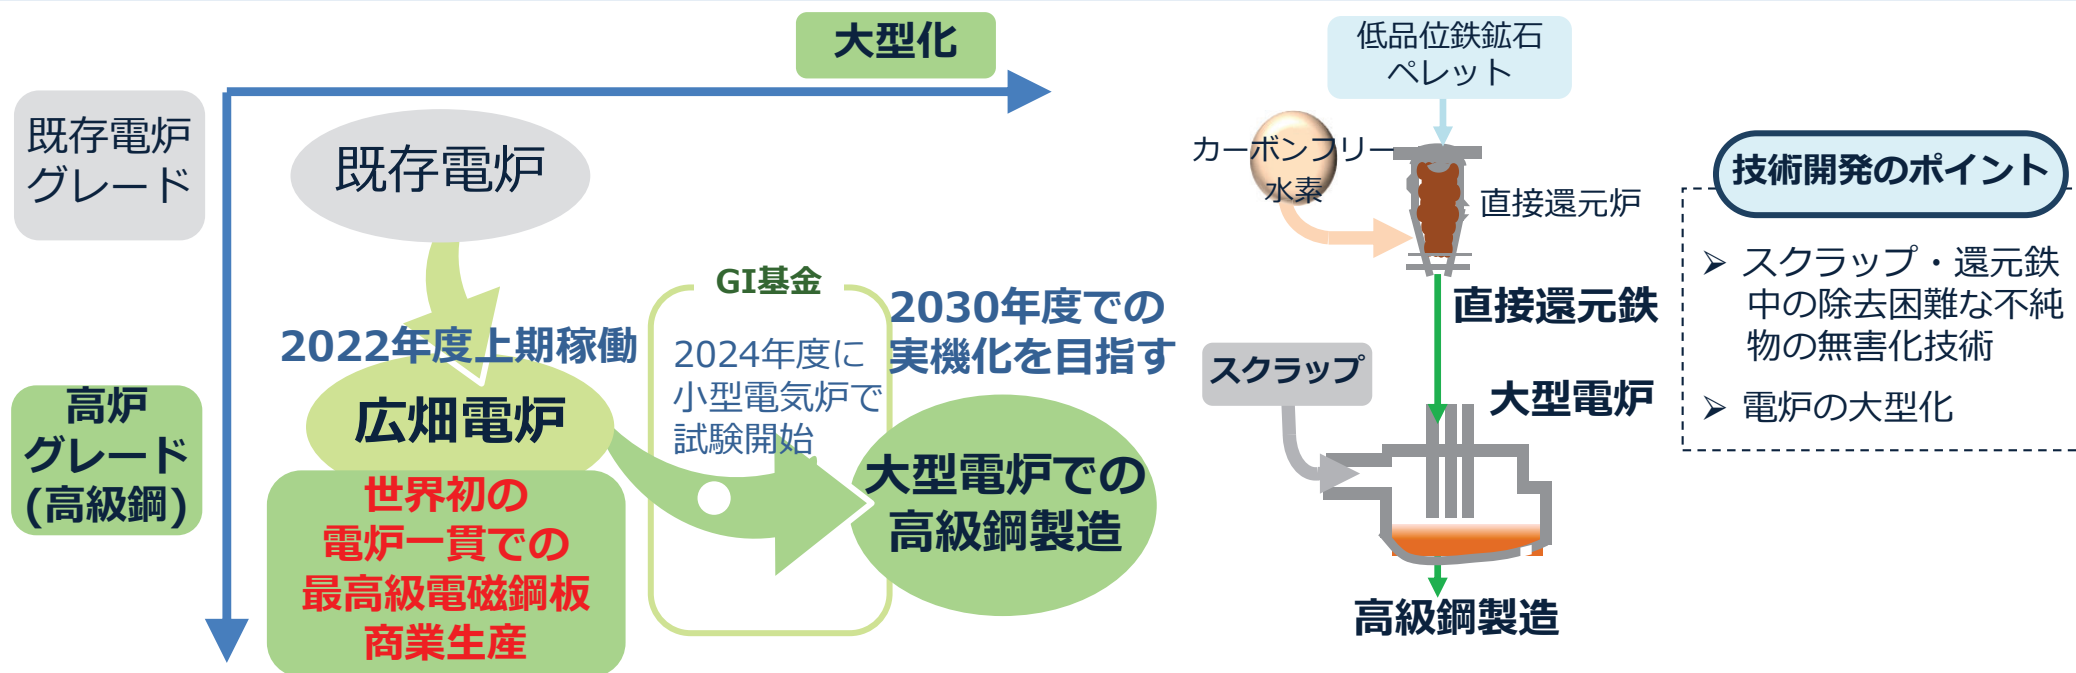 大型化
既存電炉
グレード
高炉
グレード
(高級鋼)
既存電炉
2022年度上期稼働
広畑電炉
世界初の
電炉一貫での
最高級電磁鋼板
商業生産
GI基金
2024年度に
小型電気炉で
試験開始
2030年度での
実機化を目指す
大型電炉での
高級鋼製造
低品位鉄鉱石
ペレット
カーボンフリー
水素
直接還元炉
直接還元鉄
スクラップ
大型電炉
高級鋼製造
技術開発のポイント
➢ スクラップ・還元鉄
中の除去困難な不純
物の無害化技術
➢ 電炉の大型化